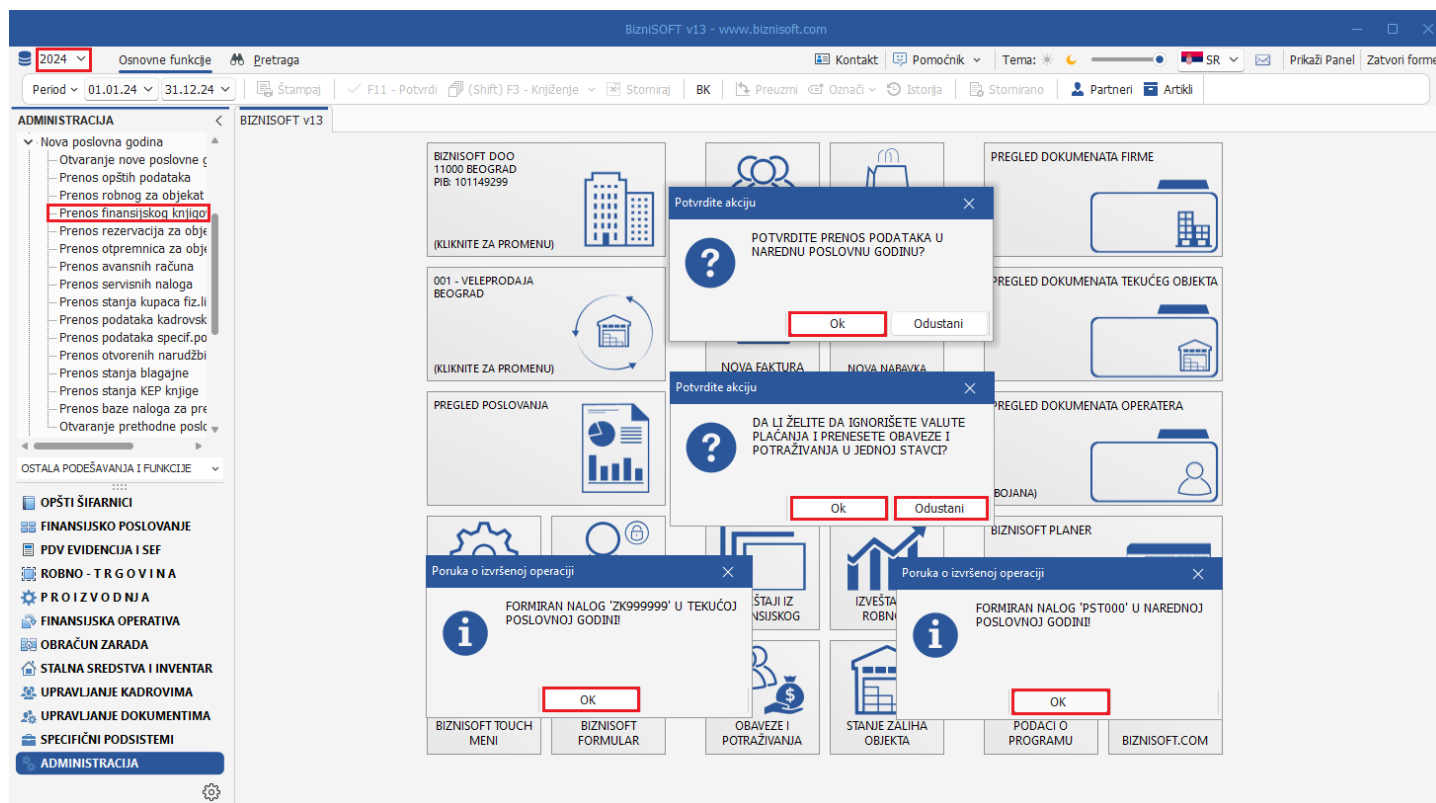 BizniSOFT v13 - www.biznisoft.com
2024
Osnovne funkcije
Pretraga
Kontakt
Pomoćnik
Tema:
SR
Prikaži Panel
Zatvori forme
Period
01.01.24
31.12.24
Štampaj
F11 - Potvrdi
(Shift) F3 - Knjiženje
Storniraj
BK
Preuzmi
Označi
Istorija
Stornirano
Partneri
Artikli
ADMINISTRACIJA
Nova poslovna godina
Otvaranje nove poslovne g
Prenos opštih podataka
Prenos robnog za objekat
Prenos finansijskog knjigov
Prenos rezervacija za obje
Prenos otpremnica za obje
Prenos avansnih računa
Prenos servisnih naloga
Prenos stanja kupaca fiz.li
Prenos podataka kadrovsk
Prenos podataka specif.po
Prenos otvorenih narudžbi
Prenos stanja blagajne
Prenos stanja KEP knjige
Prenos baze naloga za pre
Otvaranje prethodne poslo
OSTALA PODEŠAVANJA I FUNKCIJE
OPŠTI ŠIFARNICI
FINANSIJSKO POSLOVANJE
PDV EVIDENCIJA I SEF
ROBNO - T R G O V I N A
P R O I Z V O D NJ A
FINANSIJSKA OPERATIVA
OBRAČUN ZARADA
STALNA SREDSTVA I INVENTAR
UPRAVLJANJE KADROVIMA
UPRAVLJANJE DOKUMENTIMA
SPECIFIČNI PODSISTEMI
ADMINISTRACIJA
BIZNISOFT v13
BIZNISOFT DOO
11000 BEOGRAD
PIB: 101149299
(KLIKNITE ZA PROMENU)
001 - VELEPRODAJA
BEOGRAD
(KLIKNITE ZA PROMENU)
PREGLED POSLOVANJA
PREGLED DOKUMENATA FIRME
PREGLED DOKUMENATA TEKUĆEG OBJEKTA
PREGLED DOKUMENATA OPERATERA
BOJANA)
BIZNISOFT PLANER
NOVA FAKTURA
NOVA NABAVKA
Potvrdite akciju
POTVRDITE PRENOS PODATAKA U
NAREDNU POSLOVNU GODINU?
Ok
Odustani
Potvrdite akciju
DA LI ŽELITE DA IGNORIŠETE VALUTE
PLAĆANJA I PRENESETE OBAVEZE I
POTRAŽIVANJA U JEDNOJ STAVCI?
Ok
Odustani
Poruka o izvršenoj operaciji
FORMIRAN NALOG 'ZK999999' U TEKUĆOJ
POSLOVNOJ GODINI!
OK
ŠTAJI IZ
NSIJSKOG
IZVEŠTA
ROBN
Poruka o izvršenoj operaciji
FORMIRAN NALOG 'PST000' U NAREDNOJ
POSLOVNOJ GODINI!
OK
BIZNISOFT TOUCH
MENI
BIZNISOFT
FORMULAR
OBAVEZE I
POTRAŽIVANJA
STANJE ZALIHA
OBJEKTA
PODACI O
PROGRAMU
BIZNISOFT.COM